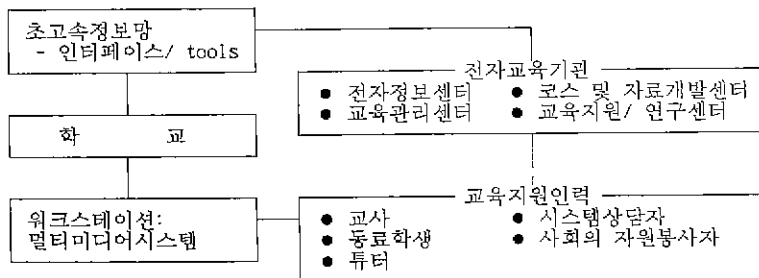 초고속정보망
- 인터페이스/ tools
전자교육기관
● 전자정보센터 ● 로스 및 자료개발센터
● 교육관리센터 ● 교육지원/ 연구센터
학 교
교육지원인력
워크스테이션:
멀티미디어시스템
● 교사 ● 시스템상담자
● 동료학생 ● 사회의 자원봉사자
● 튜터